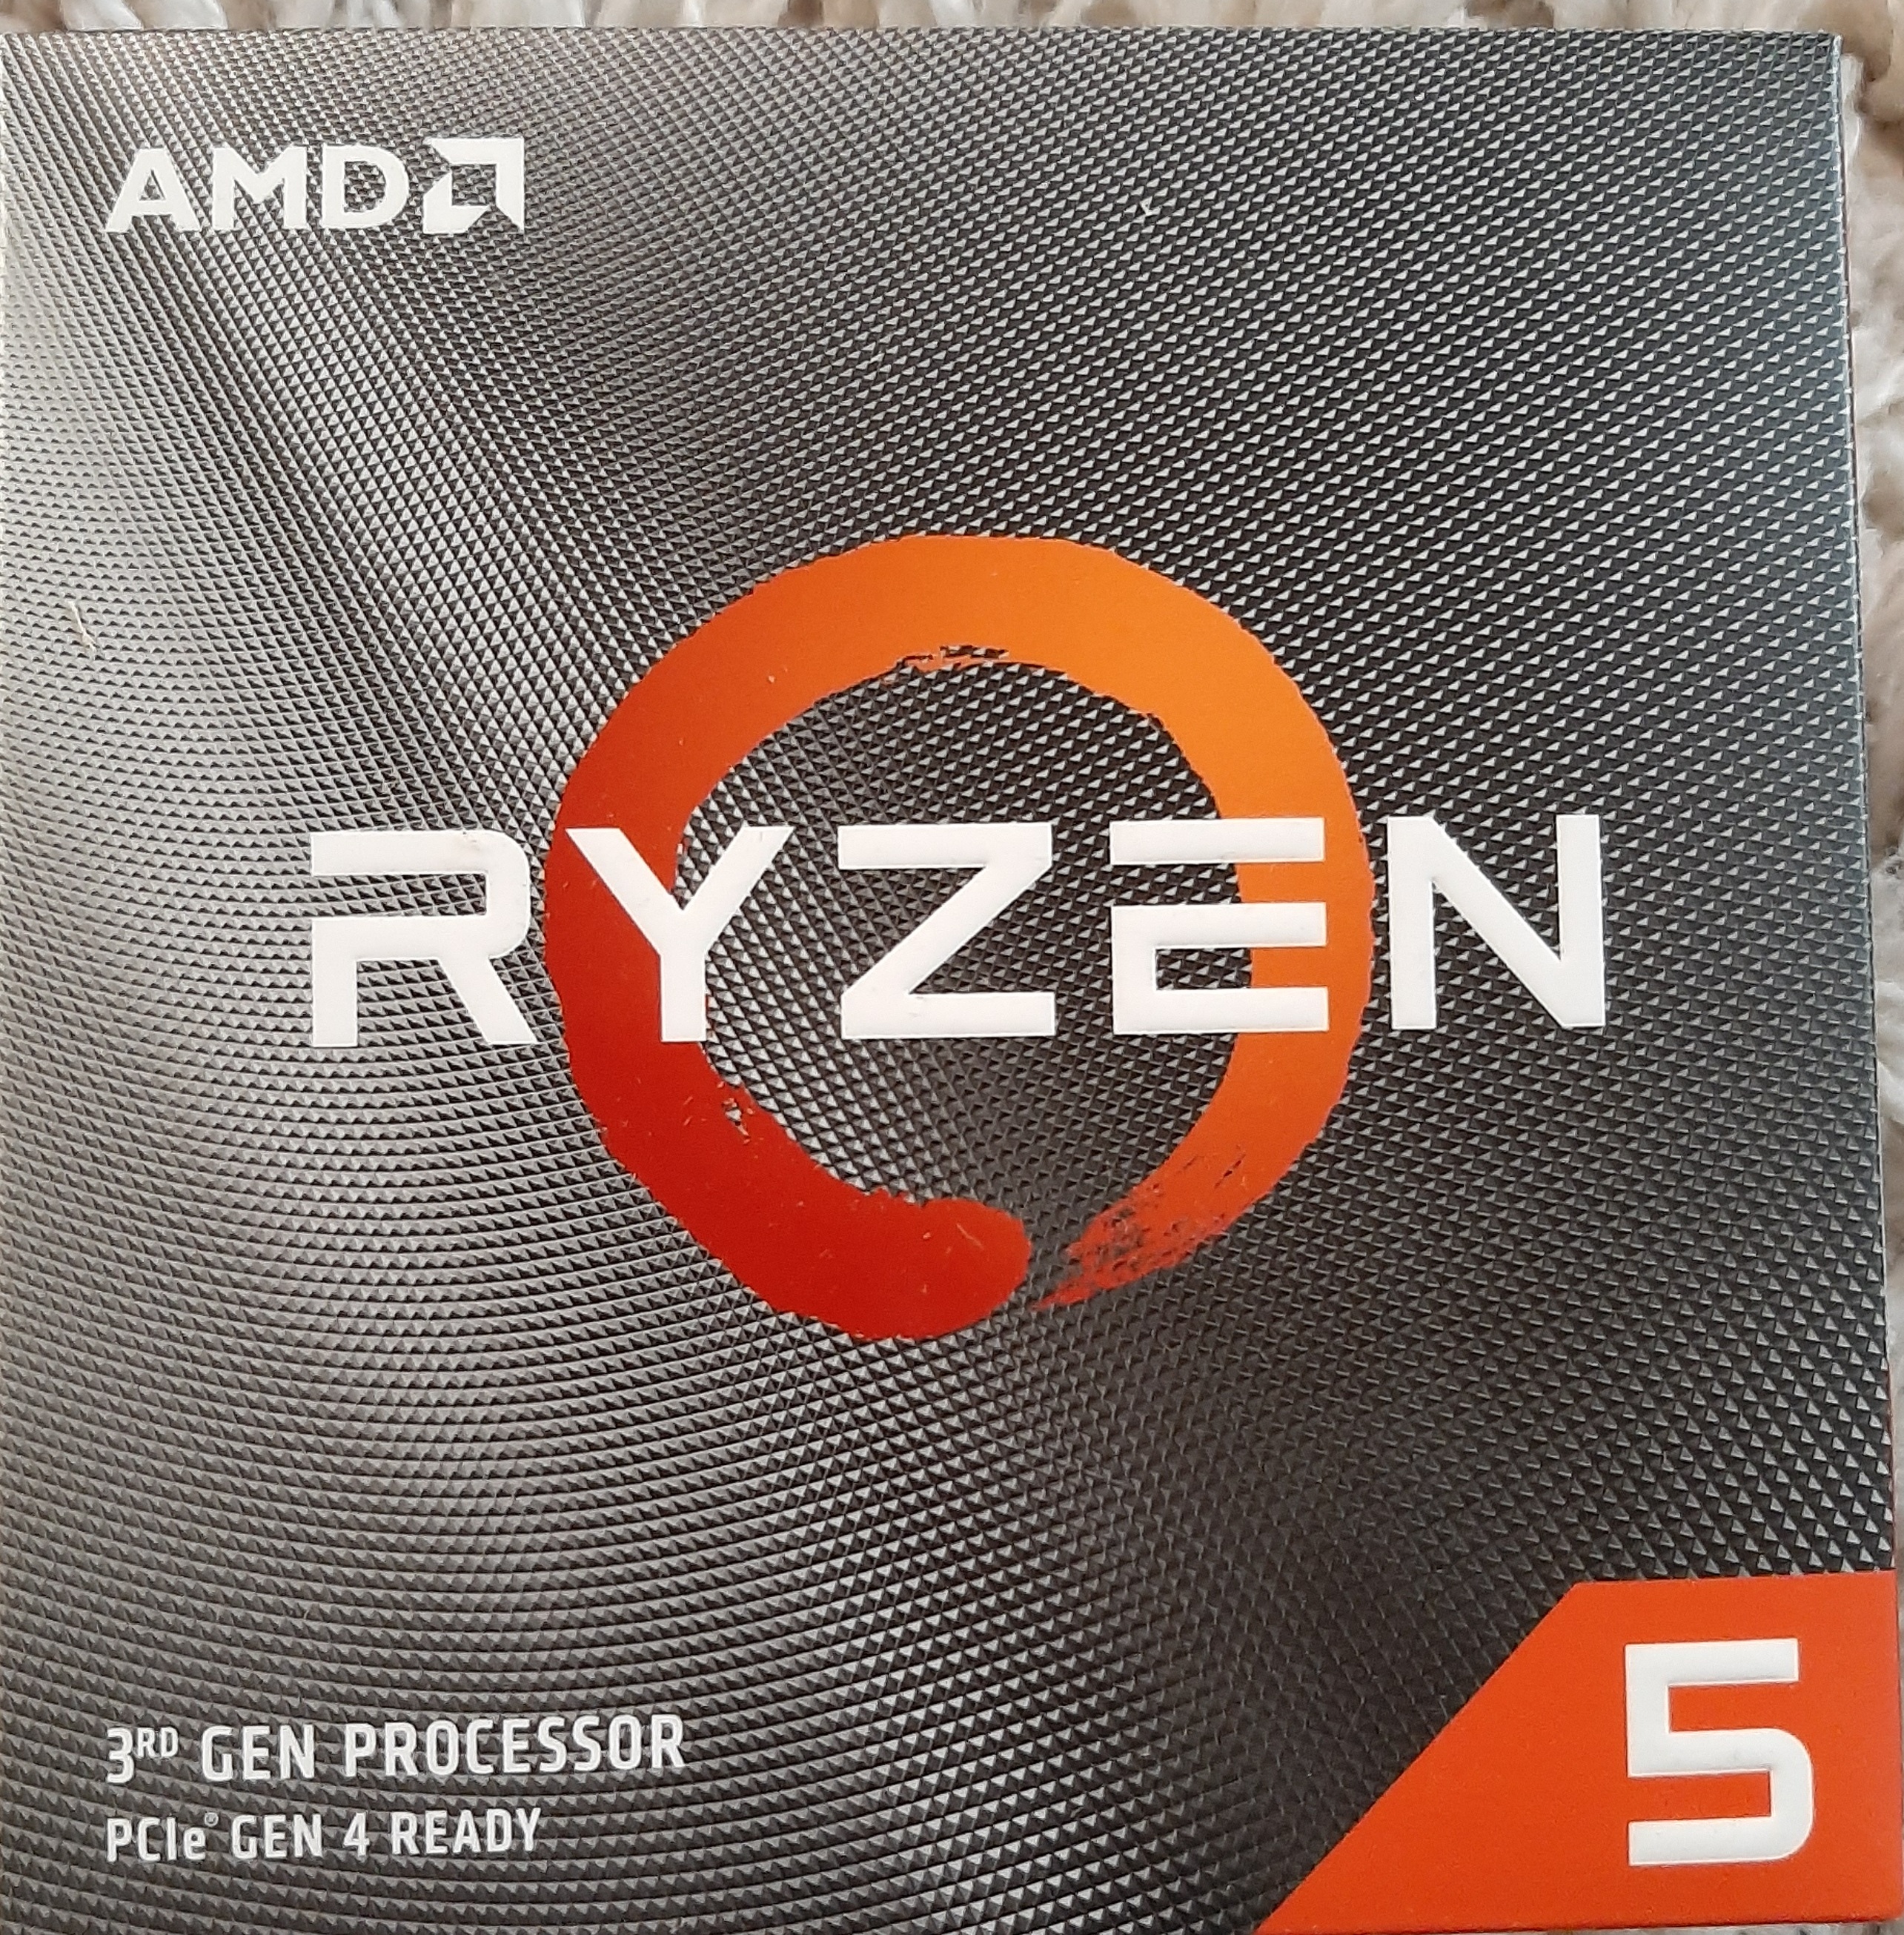 AMD
RYZEN
3RD GEN PROCESSOR
PCIe® GEN 4 READY
5